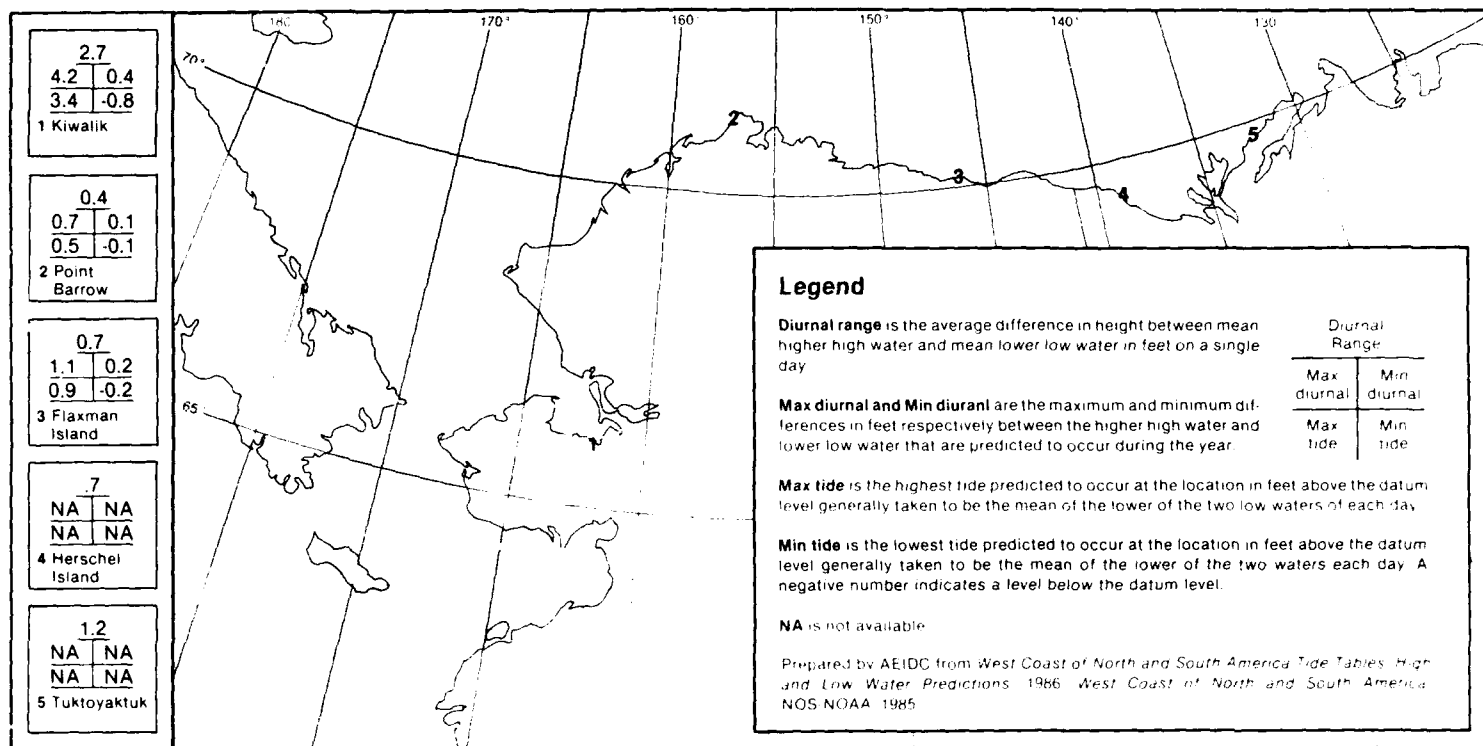 2.7
4.2 0.4
3.4 -0.8
1 Kiwalik
0.4
0.7 0.1
0.5 -0.1
2 Point
Barrow
0.7
1.1 0.2
0.9 -0.2
3 Flaxman
Island
.7
NA NA
NA NA
4 Herschel
Island
1.2
NA NA
NA NA
5 Tuktoyaktuk
180 170° 160° 150° 140° 130
70°
65
2
3
4
5
Legend
Diurnal range is the average difference in height between mean
higher high water and mean lower low water in feet on a single
day
Max diurnal and Min diuranl are the maximum and minimum dif-
ferences in feet respectively between the higher high water and
lower low water that are predicted to occur during the year.
Diurnal
Range
Max Min
diurnal diurnal
Max Min
tide tide
Max tide is the highest tide predicted to occur at the location in feet above the datum
level generally taken to be the mean of the lower of the two low waters of each day
Min tide is the lowest tide predicted to occur at the location in feet above the datum
level generally taken to be the mean of the lower of the two waters each day A
negative number indicates a level below the datum level.
NA is not available
Prepared by AEIDC from West Coast of North and South America Tide Tables High
and Low Water Predictions 1986 West Coast of North and South America
NOS-NOAA 1985